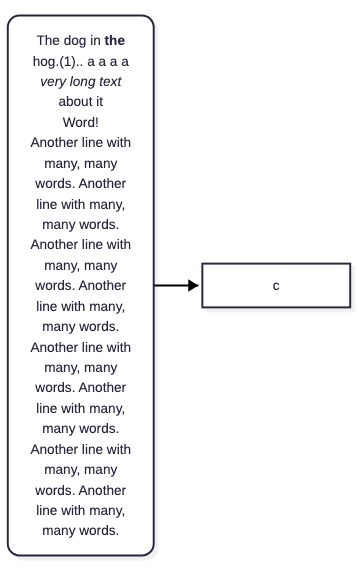 The dog in the
hog.(1).. a a a a
very long text
about it
Word!
Another line with
many, many
words. Another
line with many,
many words.
Another line with
many, many
words. Another
line with many,
many words.
Another line with
many, many
words. Another
line with many,
many words.
Another line with
many, many
words. Another
line with many,
many words.
c